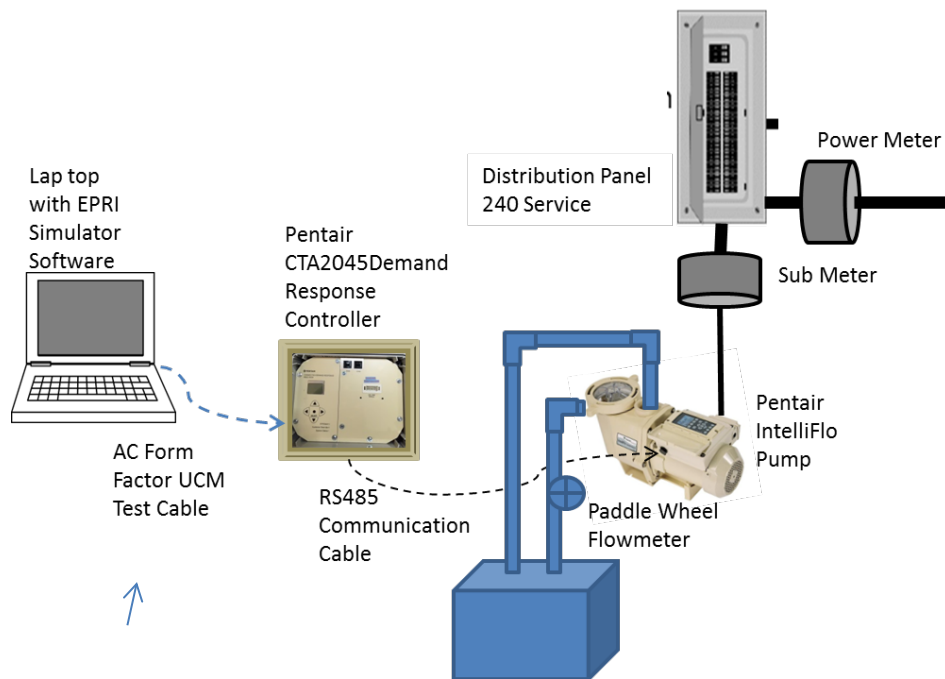 Power Meter
Distribution Panel
240 Service
Lap top
with EPRI
Simulator
Software
Pentair
CTA2045Demand
Response
Controller
Sub Meter
Pentair
IntelliFlo
Pump
AC Form
Factor UCM
Test Cable
RS485
Communication
Cable
Paddle Wheel
Flowmeter